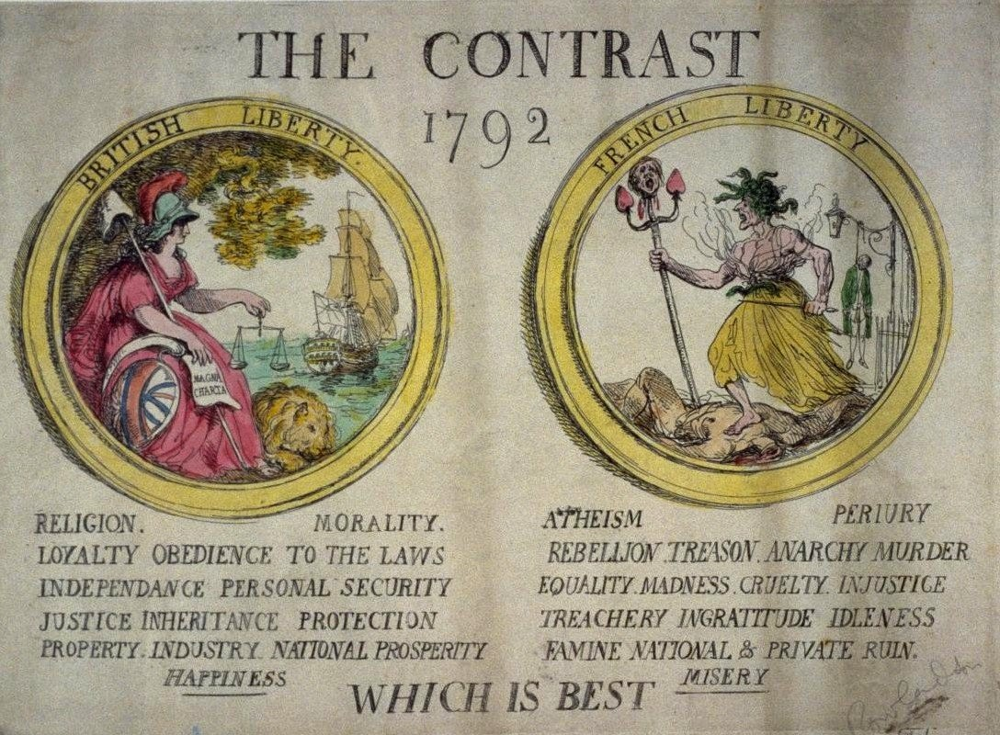 THE CONTRAST
1792
BRITISH LIBERTY.
MAGNA
CHARTA
RELIGION. MORALITY.
LOYALTY OBEDIENCE TO THE LAWS
INDEPENDANCE PERSONAL SECURITY
JUSTICE INHERITANCE PROTECTION
PROPERTY. INDUSTRY NATIONAL PROSPERITY
HAPPINESS
FRENCH LIBERTY
ATHEISM PERIURY
REBELLION. TREASON. ANARCHY MURDER
EQUALITY. MADNESS. CRUELTY. INJUSTICE
TREACHERY INGRATITUDE IDLENESS
FAMINE NATIONAL & PRIVATE RUIN.
MISERY
WHICH IS BEST
Rowlandson